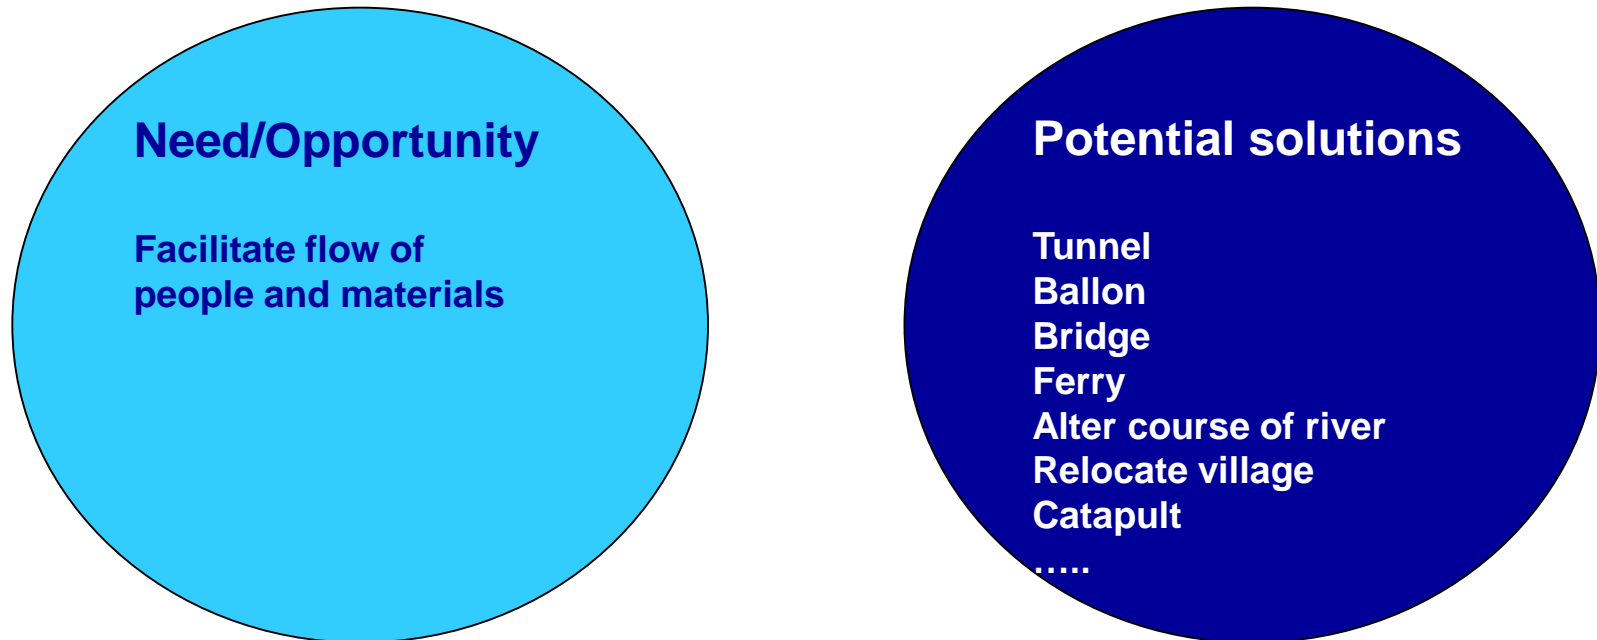 Need/Opportunity
Facilitate flow of
people and materials
Potential solutions
Tunnel
Ballon
Bridge
Ferry
Alter course of river
Relocate village
Catapult
…..